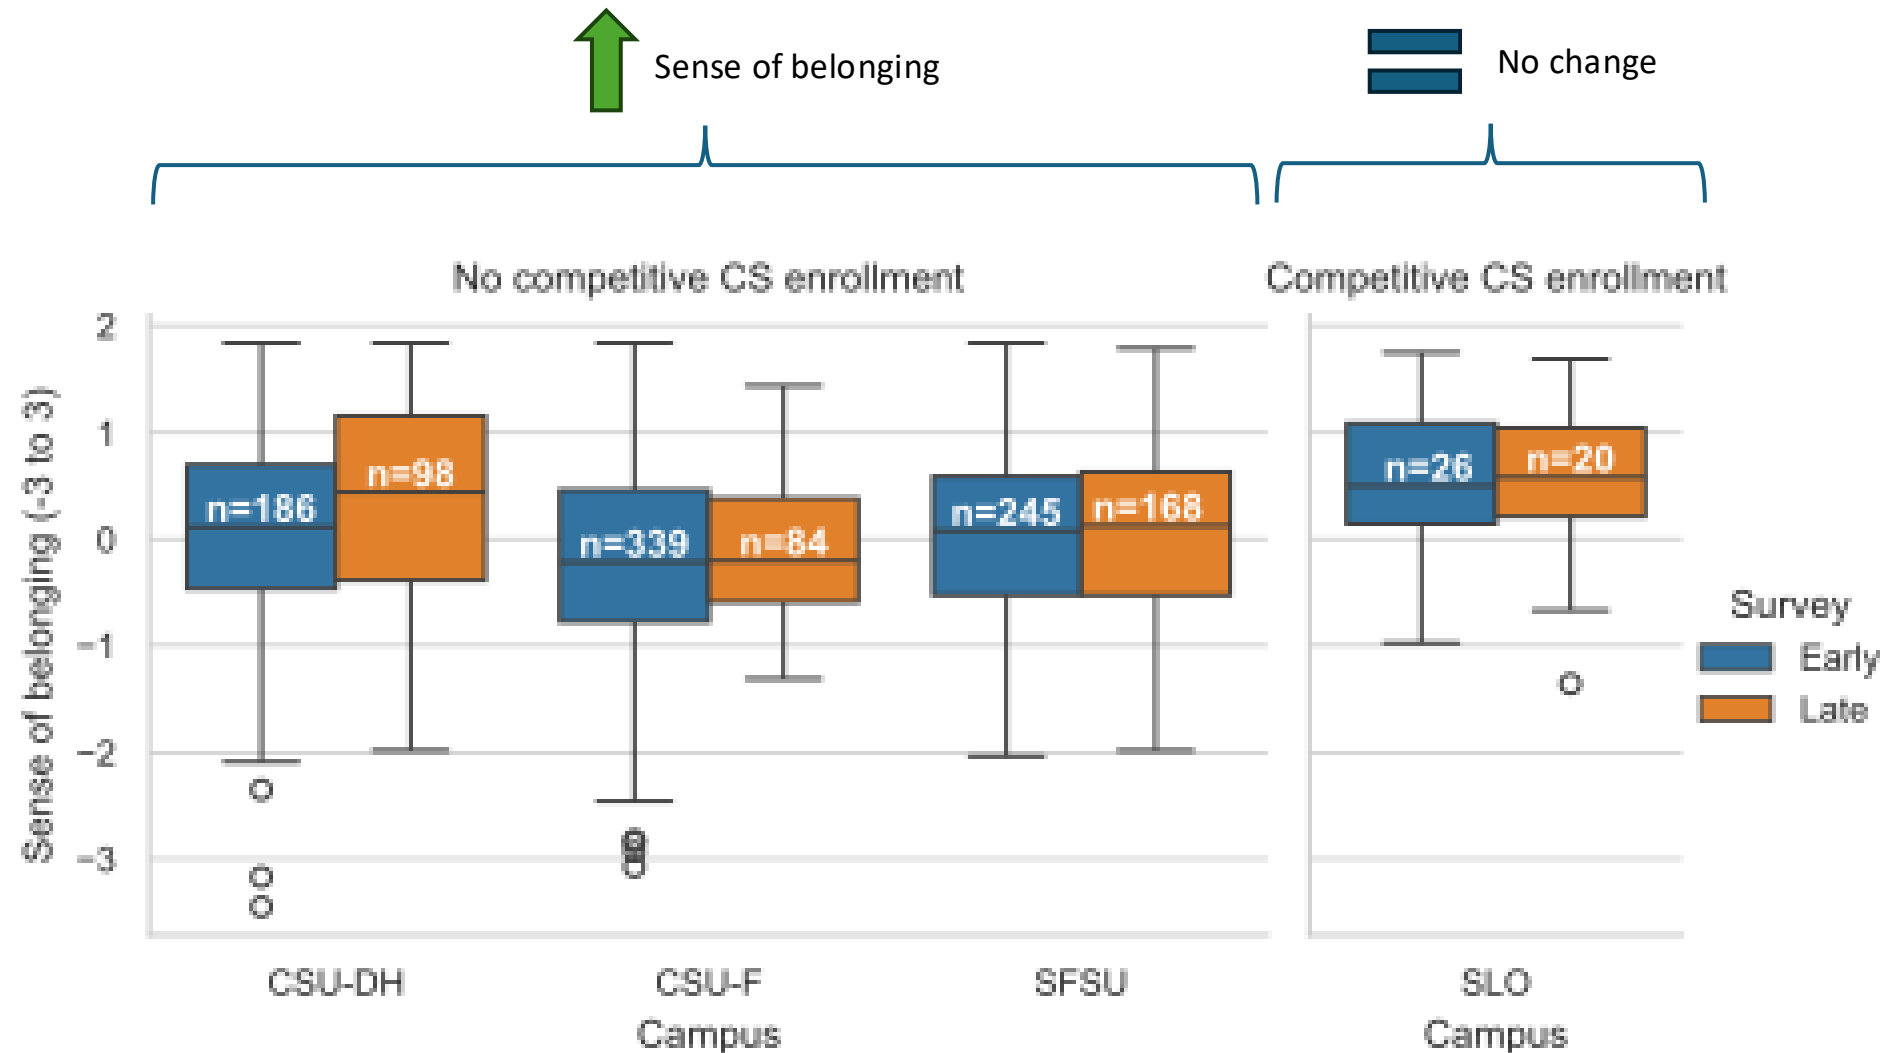 Sense of belonging
No change
No competitive CS enrollment
Competitive CS enrollment
Sense of belonging (-3 to 3)
2
1
0
−1
−2
−3
n=186
n=98
n=339
n=84
n=245
n=168
n=26
n=20
Survey
Early
Late
CSU-DH
CSU-F
SFSU
SLO
Campus
Campus